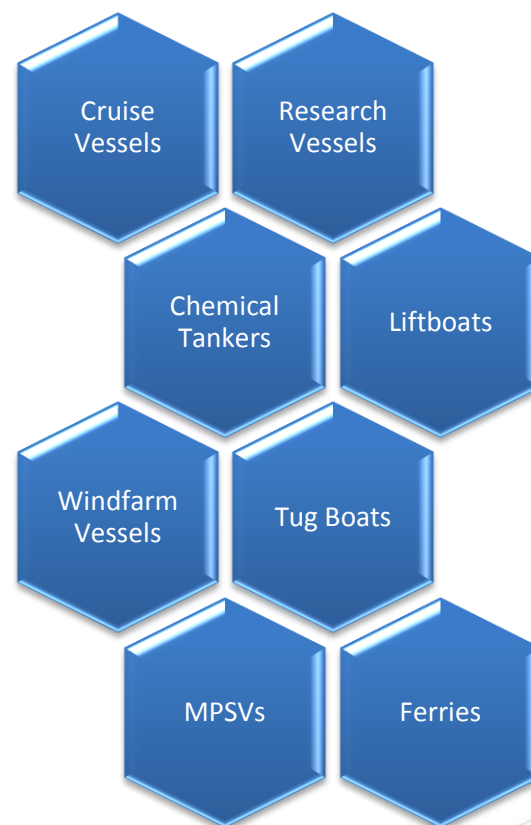 Cruise
Vessels
Research
Vessels
Chemical
Tankers
Liftboats
Windfarm
Vessels
Tug Boats
MPSVs
Ferries